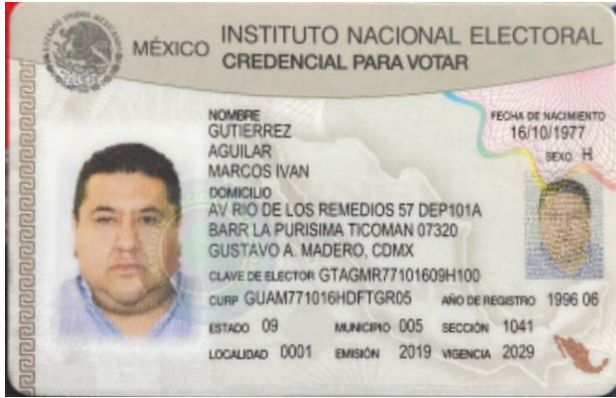 MÉXICO
INSTITUTO NACIONAL ELECTORAL
CREDENCIAL PARA VOTAR
NOMBRE
GUTIERREZ
AGUILAR
MARCOS IVAN
FECHA DE NACIMIENTO
16/10/1977
SEXO H
DOMICILIO
AV RIO DE LOS REMEDIOS 57 DEP101A
BARR LA PURISIMA TICOMAN 07320
GUSTAVO A. MADERO, CDMX
CLAVE DE ELECTOR GTAGMR77101609H100
CURP GUAM771016HDFTGR05 AÑO DE REGISTRO 1996 06
ESTADO 09 MUNICIPIO 005 SECCIÓN 1041
LOCALIDAD 0001 EMISIÓN 2019 VIGENCIA 2029